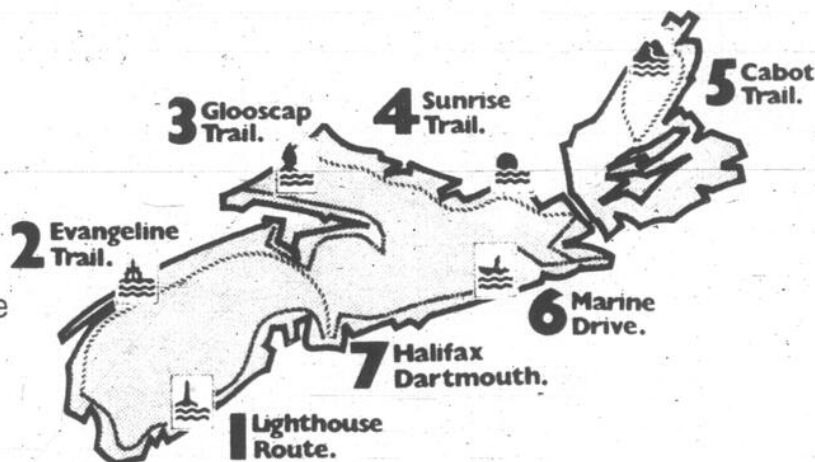 5 Cabot
Trail.
3 Glooscap
Trail.
4 Sunrise
Trail.
2 Evangeline
Trail.
e
6 Marine
Drive.
7 Halifax
Dartmouth.
1 Lighthouse
Route.